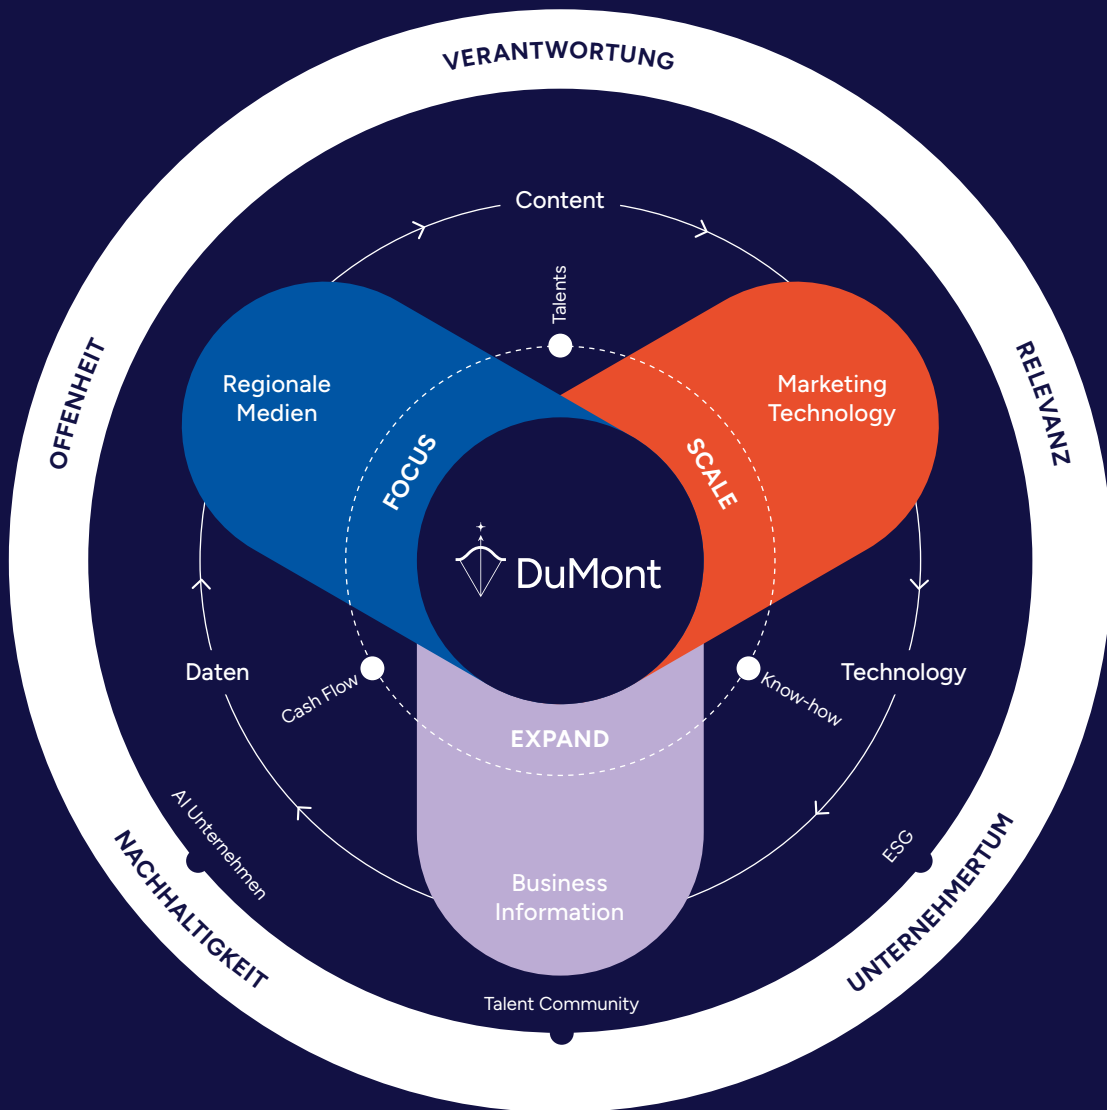 VERANTWORTUNG
Content
Talents
OFFENHEIT
RELEVANZ
Regionale
Medien
Marketing
Technology
FOCUS
SCALE
DuMont
Daten
Technology
Cash Flow
Know-how
EXPAND
AI Unternehmen
ESG
NACHHALTIGKEIT
UNTERNEHMERTUM
Business
Information
Talent Community